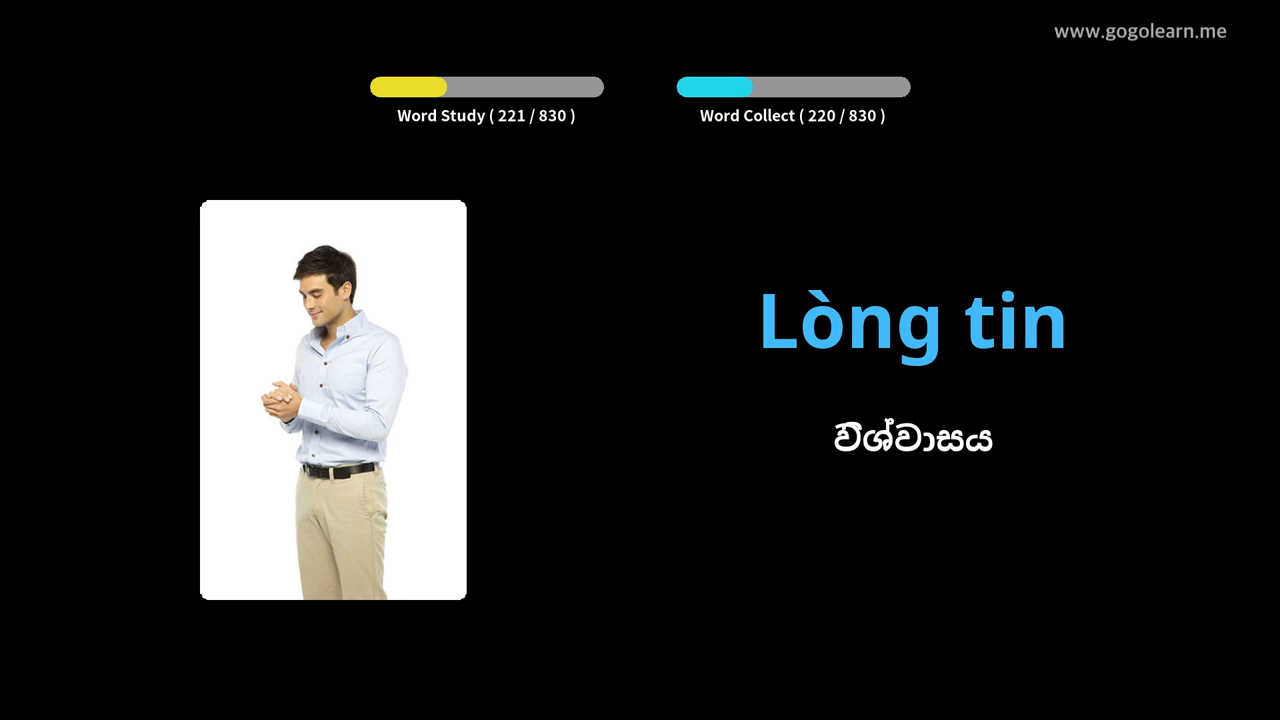 www.gogolearn.me
Word Study ( 221 / 830 )
Word Collect ( 220 / 830 )
Lòng tin
විශ්වාසය